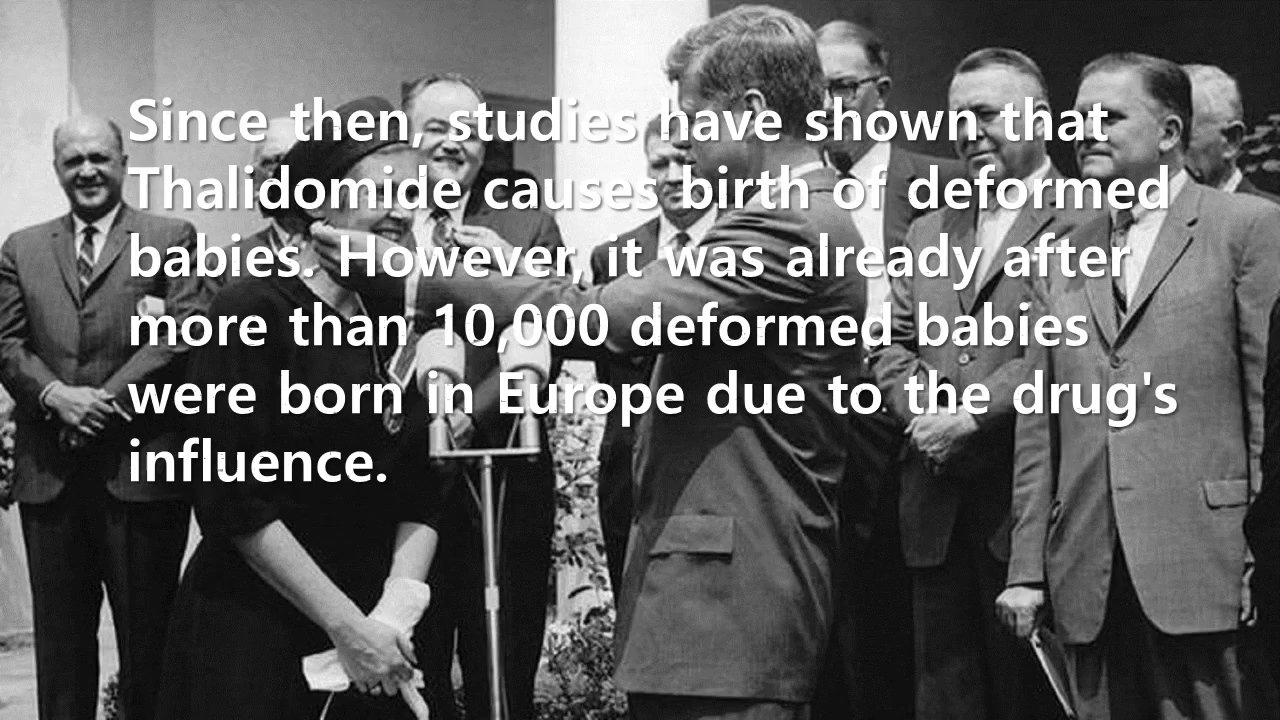 Since then, studies have shown that
Thalidomide causes birth of deformed
babies. However, it was already after
more than 10,000 deformed babies
were born in Europe due to the drug's
influence.